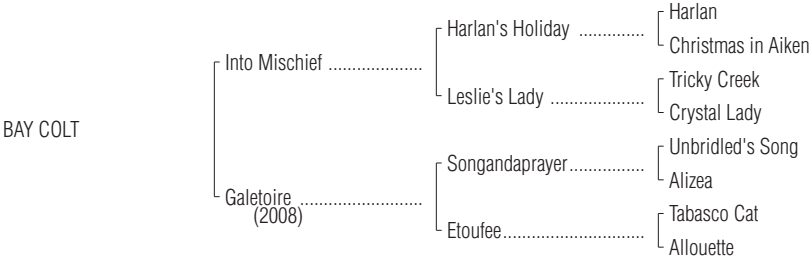 Harlan
Harlan's Holiday ..............
Christmas in Aiken
Into Mischief ....................
Tricky Creek
Leslie's Lady ....................
Crystal Lady
BAY COLT
Unbridled's Song
Songandaprayer................
Alizea
Galetoire ..........................
(2008)
Tabasco Cat
Etoufee..............................
Allouette